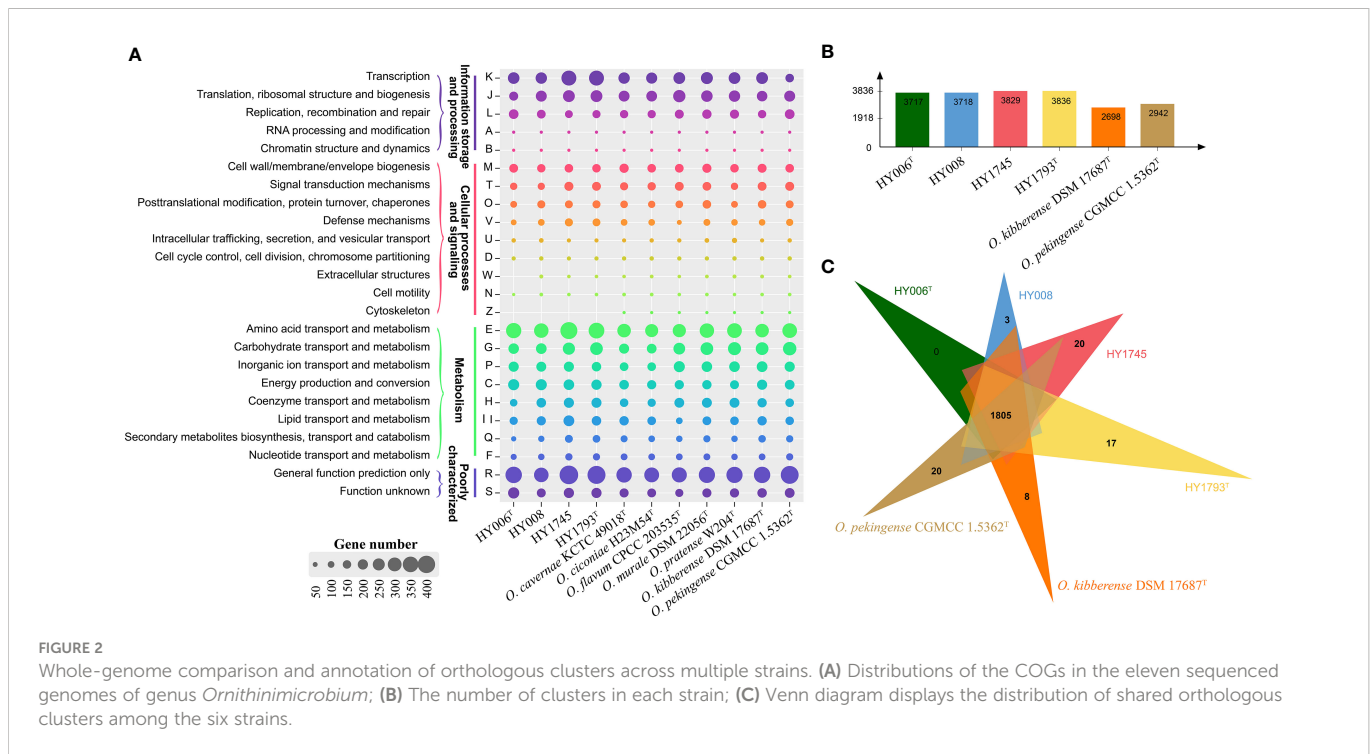 A
Transcription
Translation, ribosomal structure and biogenesis
Replication, recombination and repair
RNA processing and modification
Chromatin structure and dynamics
Cell wall/membrane/envelope biogenesis
Signal transduction mechanisms
Posttranslational modification, protein turnover, chaperones
Defense mechanisms
Intracellular trafficking, secretion, and vesicular transport
Cell cycle control, cell division, chromosome partitioning
Extracellular structures
Cell motility
Cytoskeleton
Amino acid transport and metabolism
Carbohydrate transport and metabolism
Inorganic ion transport and metabolism
Energy production and conversion
Coenzyme transport and metabolism
Lipid transport and metabolism
Secondary metabolites biosynthesis, transport and catabolism
Nucleotide transport and metabolism
General function prediction only
Function unknown
Information storage
and processing
Cellular processes
and signaling
Metabolism
Poorly
characterized
K
J
L
A
B
M
T
O
V
U
D
W
N
Z
E
G
P
C
H
I I
Q
F
R
S
HY006ᵀ
HY008
HY1745
HY1793ᵀ
O. cavernae KCTC 49018ᵀ
O. ciconiae H23M54ᵀ
O. flavum CPCC 203535ᵀ
O. murale DSM 22056ᵀ
O. pratense W204ᵀ
O. kibberense DSM 17687ᵀ
O. pekingense CGMCC 1.5362ᵀ
Gene number
50
100
150
200
250
300
350
400
B
3836
1918
0
3717
3718
3829
3836
2698
2942
HY006ᵀ
HY008
HY1745
HY1793ᵀ
O. kibberense DSM 17687ᵀ
O. pekingense CGMCC 1.5362ᵀ
C
HY006ᵀ
HY008
HY1745
HY1793ᵀ
O. kibberense DSM 17687ᵀ
O. pekingense CGMCC 1.5362ᵀ
0
3
20
17
8
20
1805
FIGURE 2
Whole-genome comparison and annotation of orthologous clusters across multiple strains. (A) Distributions of the COGs in the eleven sequenced
genomes of genus Ornithinimicrobium; (B) The number of clusters in each strain; (C) Venn diagram displays the distribution of shared orthologous
clusters among the six strains.